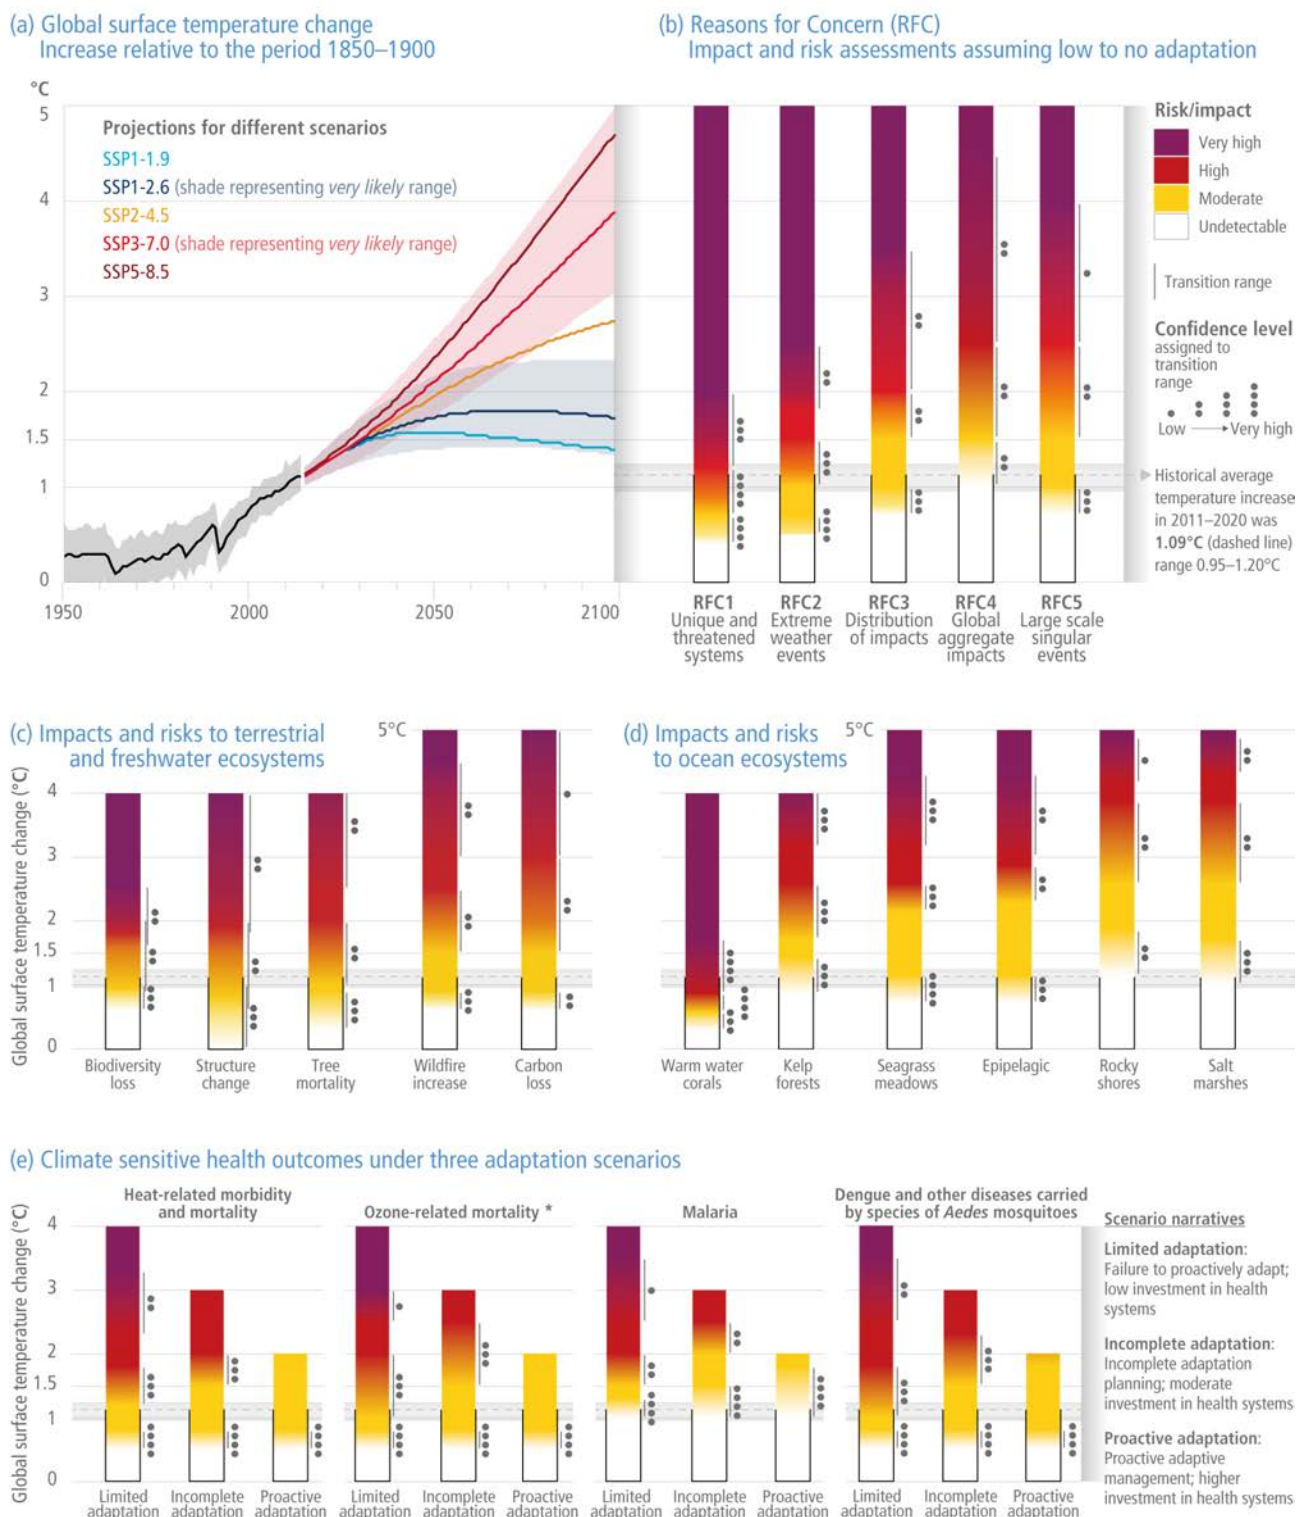 (a) Global surface temperature change
Increase relative to the period 1850–1900
°C
5
4
3
2
1.5
1
0
1950
2000
2050
2100
Projections for different scenarios
SSP1-1.9
SSP1-2.6 (shade representing very likely range)
SSP2-4.5
SSP3-7.0 (shade representing very likely range)
SSP5-8.5
(b) Reasons for Concern (RFC)
Impact and risk assessments assuming low to no adaptation
RFC1
Unique and
threatened
systems
RFC2
Extreme
weather
events
RFC3
Distribution
of impacts
RFC4
Global
aggregate
impacts
RFC5
Large scale
singular
events
Risk/impact
Very high
High
Moderate
Undetectable
Transition range
Confidence level
assigned to
transition
range
Low
Very high
Historical average
temperature increase
in 2011–2020 was
1.09°C (dashed line)
range 0.95–1.20°C
(c) Impacts and risks to terrestrial
and freshwater ecosystems
5°C
Global surface temperature change (°C)
4
3
2
1.5
1
0
Biodiversity
loss
Structure
change
Tree
mortality
Wildfire
increase
Carbon
loss
(d) Impacts and risks
to ocean ecosystems
5°C
Warm water
corals
Kelp
forests
Seagrass
meadows
Epipelagic
Rocky
shores
Salt
marshes
(e) Climate sensitive health outcomes under three adaptation scenarios
Global surface temperature change (°C)
4
3
2
1.5
1
0
Heat-related morbidity
and mortality
Limited
adaptation
Incomplete
adaptation
Proactive
adaptation
Ozone-related mortality *
Limited
adaptation
Incomplete
adaptation
Proactive
adaptation
Malaria
Limited
adaptation
Incomplete
adaptation
Proactive
adaptation
Dengue and other diseases carried
by species of Aedes mosquitoes
Limited
adaptation
Incomplete
adaptation
Proactive
adaptation
Scenario narratives
Limited adaptation:
Failure to proactively adapt;
low investment in health
systems
Incomplete adaptation:
Incomplete adaptation
planning; moderate
investment in health systems
Proactive adaptation:
Proactive adaptive
management; higher
investment in health systems